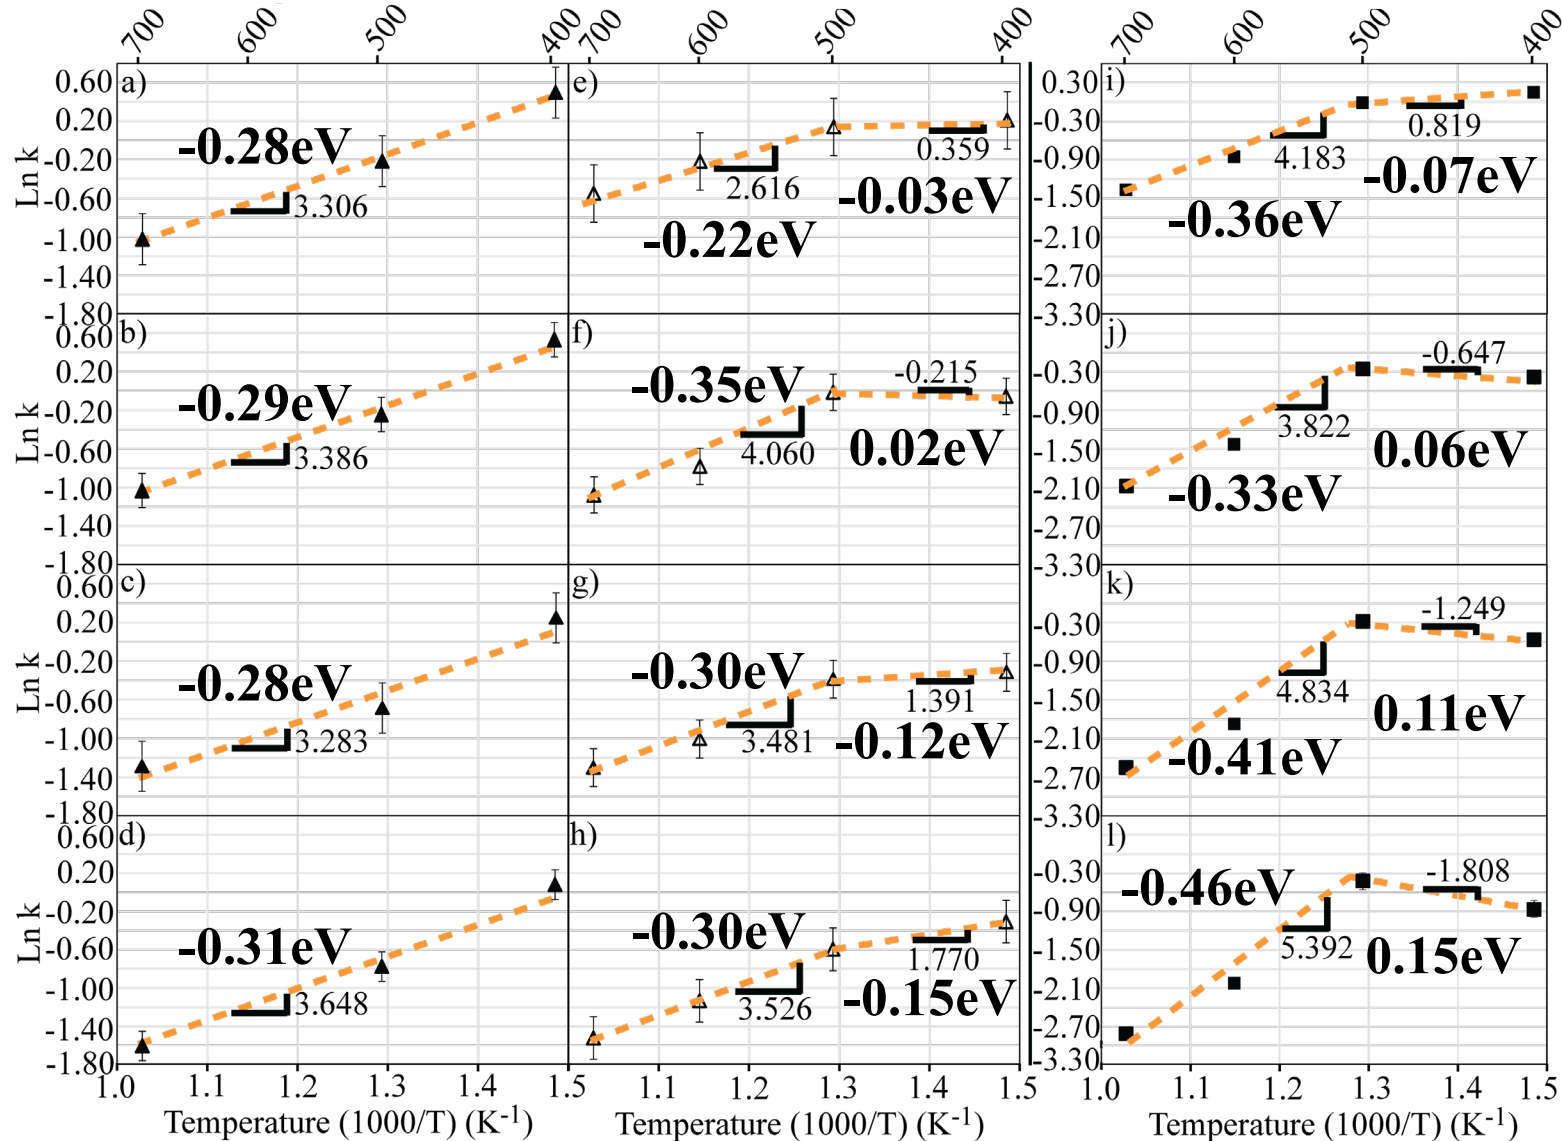 700 600 500 400 700 600 500 400 700 600 500 400
a)
0.60
0.20
-0.20
-0.60
-1.00
-1.40
-1.80
Ln k
-0.28eV
3.306
e)
0.359
2.616
-0.03eV
-0.22eV
i)
0.30
-0.30
-0.90
-1.50
-2.10
-2.70
-3.30
0.819
4.183
-0.07eV
-0.36eV
b)
0.60
0.20
-0.20
-0.60
-1.00
-1.40
-1.80
Ln k
-0.29eV
3.386
f)
-0.35eV
-0.215
4.060
0.02eV
j)
-0.30
-0.90
-1.50
-2.10
-2.70
-3.30
-0.647
3.822
0.06eV
-0.33eV
c)
0.60
0.20
-0.20
-0.60
-1.00
-1.40
-1.80
Ln k
-0.28eV
3.283
g)
-0.30eV
1.391
3.481
-0.12eV
k)
-0.30
-0.90
-1.50
-2.10
-2.70
-3.30
-1.249
4.834
0.11eV
-0.41eV
d)
0.60
0.20
-0.20
-0.60
-1.00
-1.40
-1.80
Ln k
-0.31eV
3.648
h)
-0.30eV
1.770
3.526
-0.15eV
l)
-0.30
-0.90
-1.50
-2.10
-2.70
-3.30
-0.46eV
-1.808
5.392
0.15eV
1.0 1.1 1.2 1.3 1.4 1.5 1.1 1.2 1.3 1.4 1.5 1.0 1.1 1.2 1.3 1.4 1.5
Temperature (1000/T) (K-1) Temperature (1000/T) (K-1) Temperature (1000/T) (K-1)